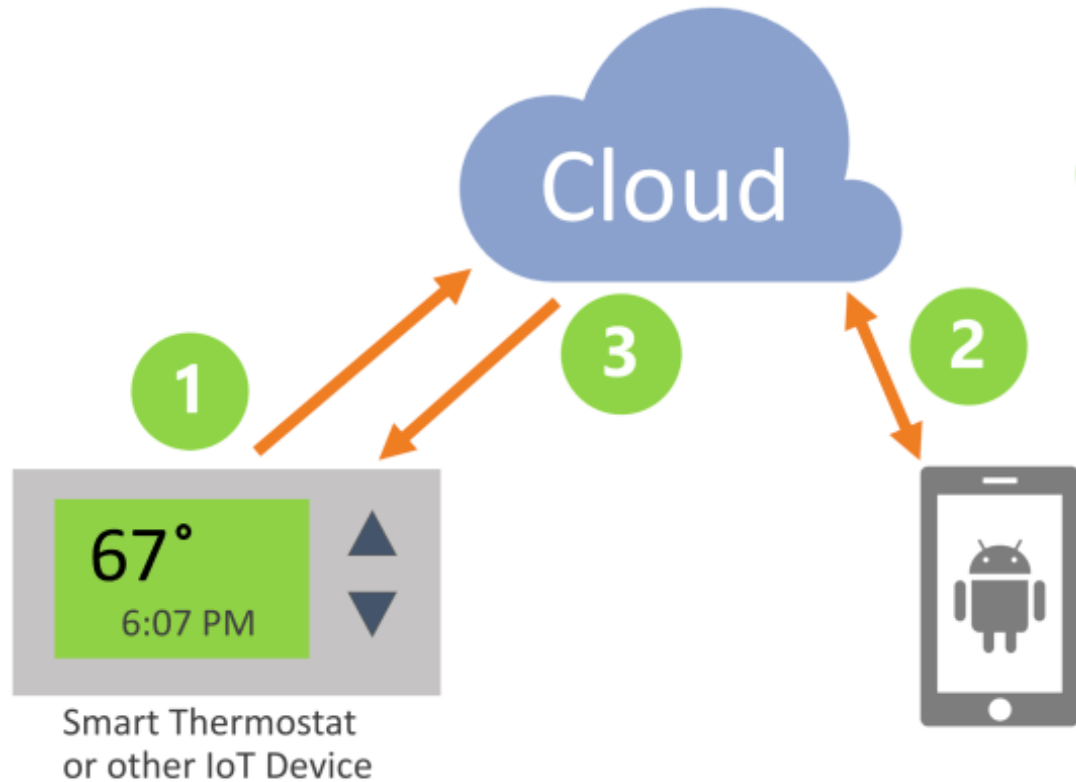 Cloud
1
3
2
67°
6:07 PM
Smart Thermostat
or other IoT Device